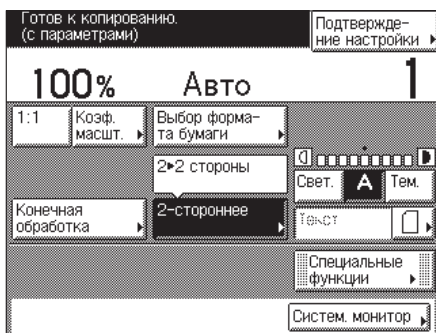 Готов к копированию.
(с параметрами)
Подтвержде-
ние настройки
100%
Авто
1
1:1
Коэф.
масшт.
Выбор форма-
та бумаги
2▶2 стороны
Свет.
A
Тем.
Конечная
обработка
2-стороннее
Текст
Специальные
функции
Систем. монитор